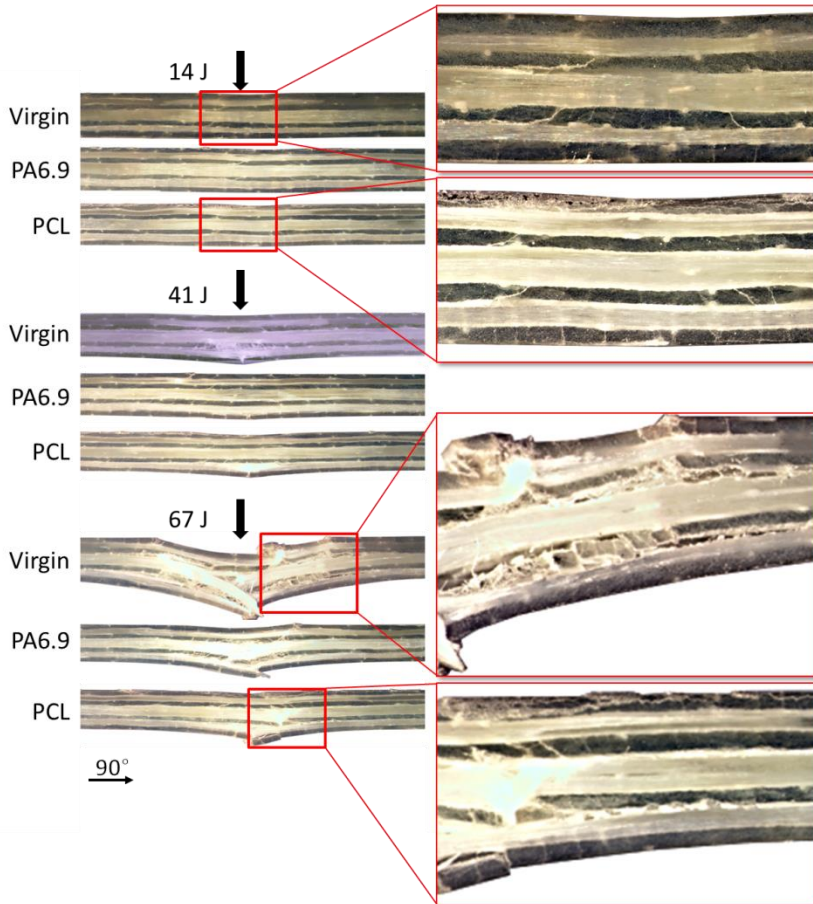 14 J
Virgin
PA6.9
PCL
41 J
Virgin
PA6.9
PCL
67 J
Virgin
PA6.9
PCL
90°